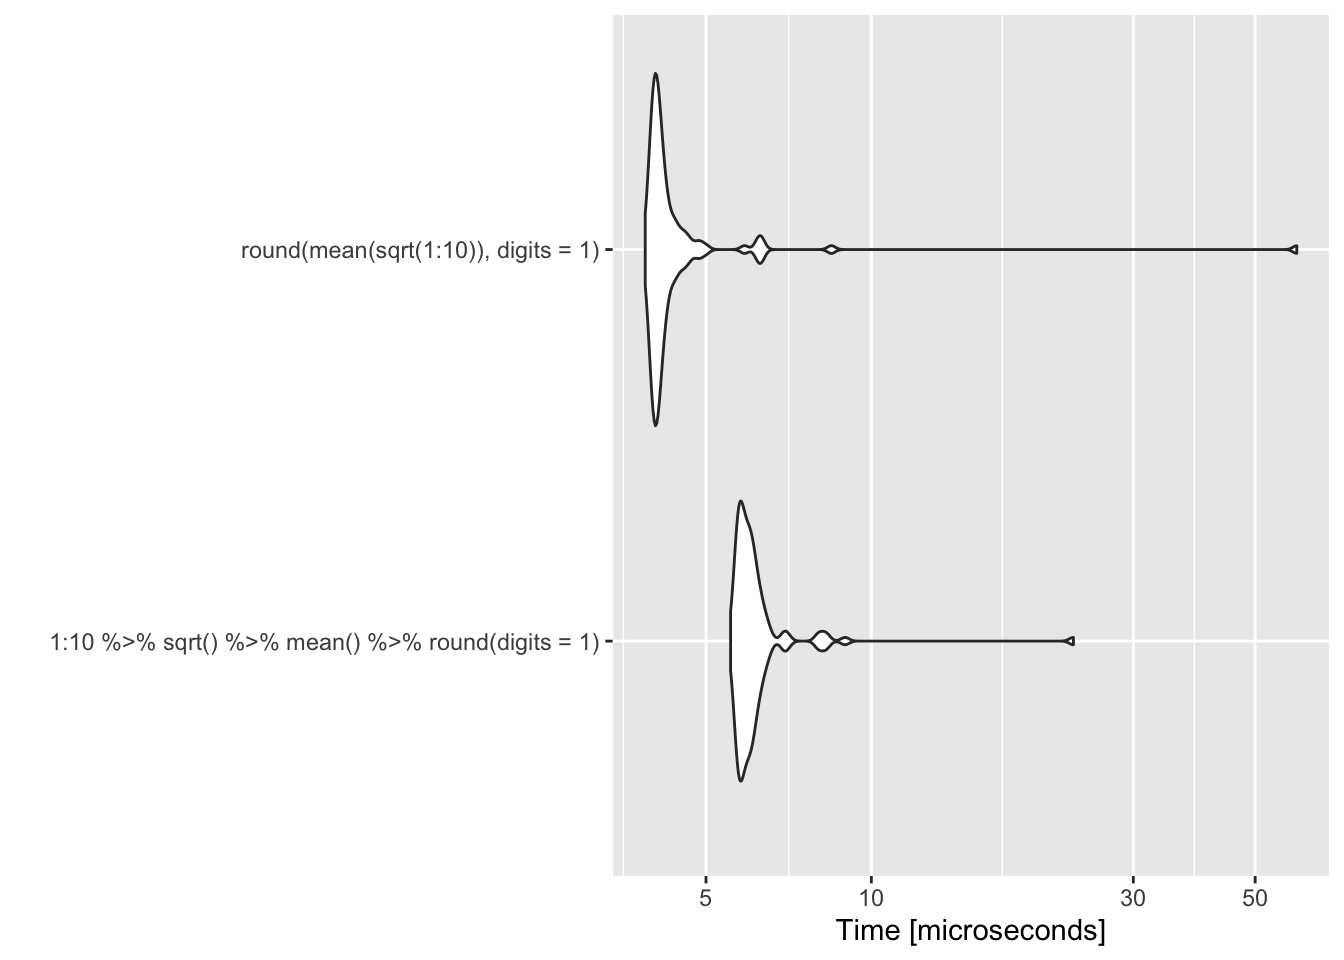 round(mean(sqrt(1:10)), digits = 1)
1:10 %>% sqrt() %>% mean() %>% round(digits = 1)
5 10 30 50
Time [microseconds]